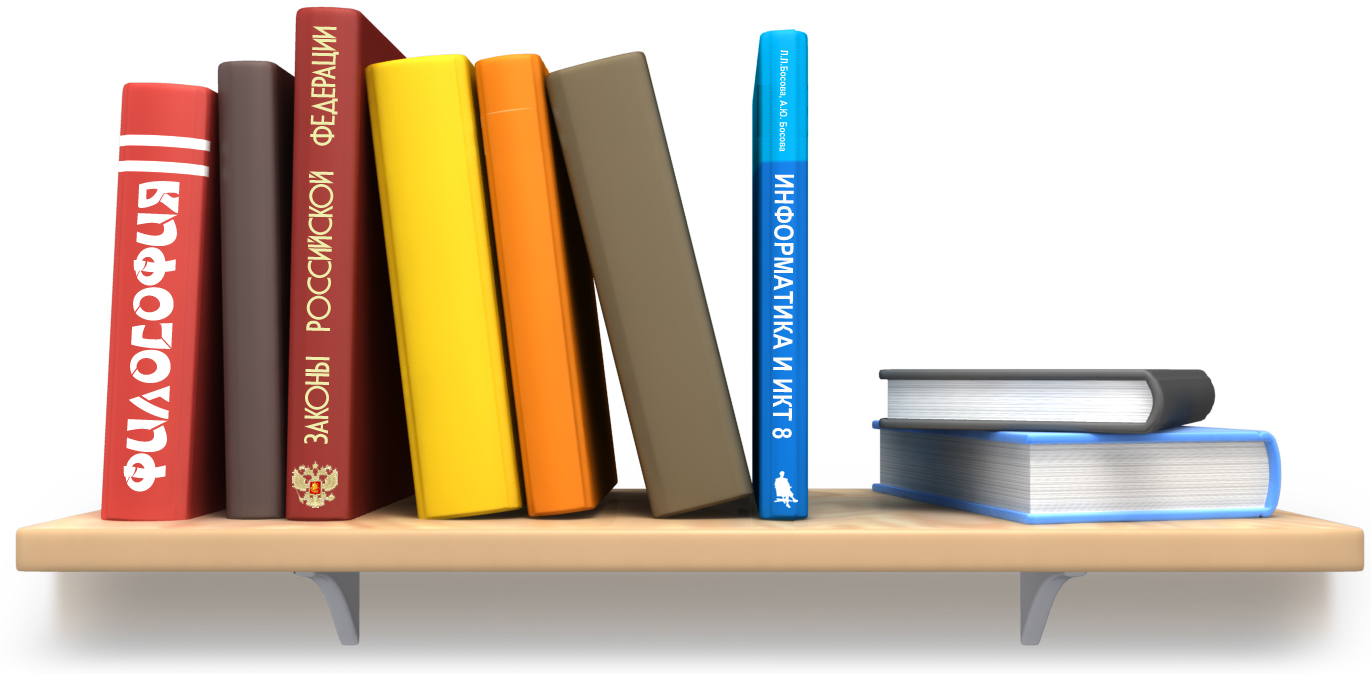 ФИЛОСОФИЯ
ЗАКОНЫ РОССИЙСКОЙ ФЕДЕРАЦИИ
Л.Л.Босова, А.Ю. Босова
ИНФОРМАТИКА И ИКТ 8